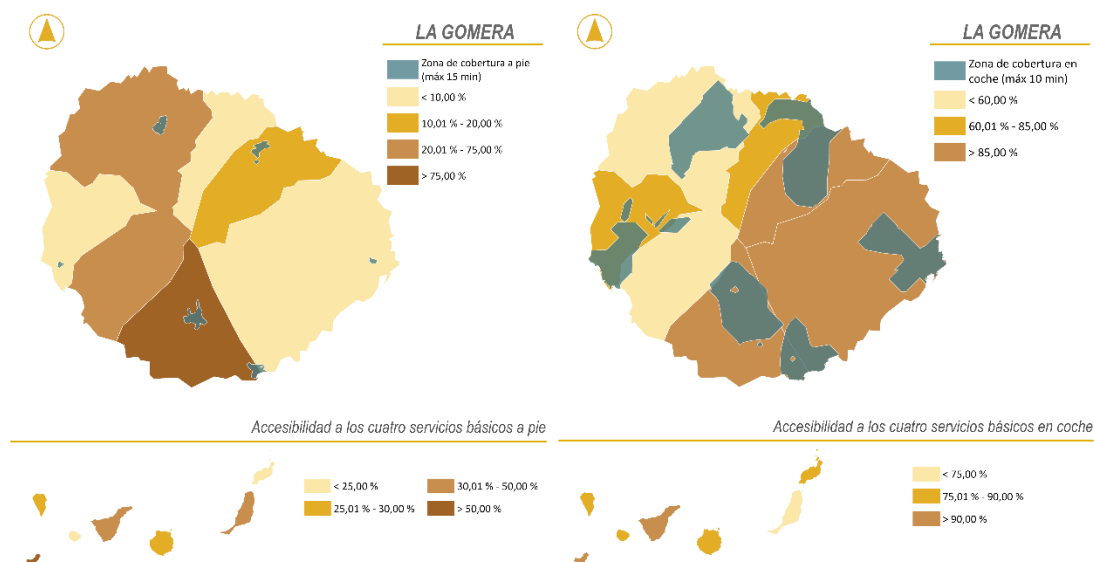 LA GOMERA
Zona de cobertura a pie
(máx 15 min)
< 10,00 %
10,01 % - 20,00 %
20,01 % - 75,00 %
> 75,00 %
Accesibilidad a los cuatro servicios básicos a pie
< 25,00 %
25,01 % - 30,00 %
30,01 % - 50,00 %
> 50,00 %
LA GOMERA
Zona de cobertura en
coche (máx 10 min)
< 60,00 %
60,01 % - 85,00 %
> 85,00 %
Accesibilidad a los cuatro servicios básicos en coche
< 75,00 %
75,01 % - 90,00 %
> 90,00 %